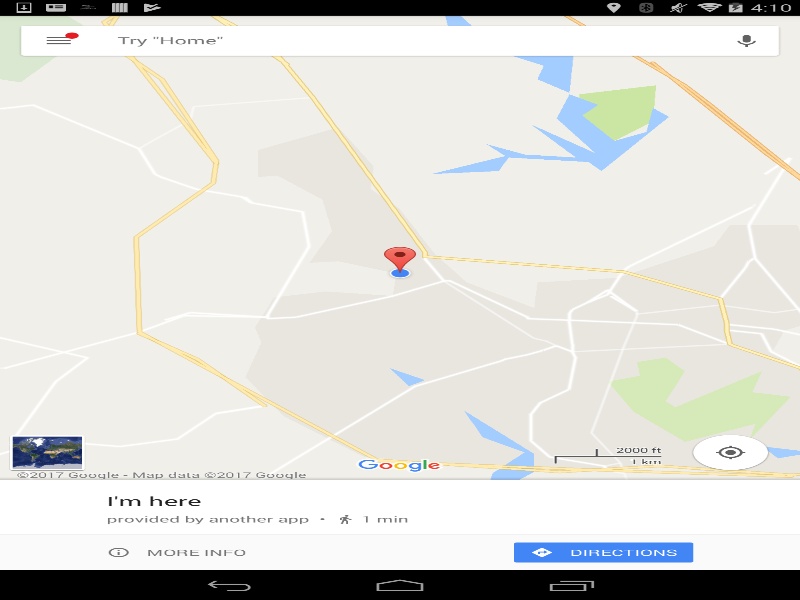 4:10
Try "Home"
2000 ft
1 km
Google
©2017 Google - Map data ©2017 Google
I'm here
provided by another app • 1 min
MORE INFO
DIRECTIONS